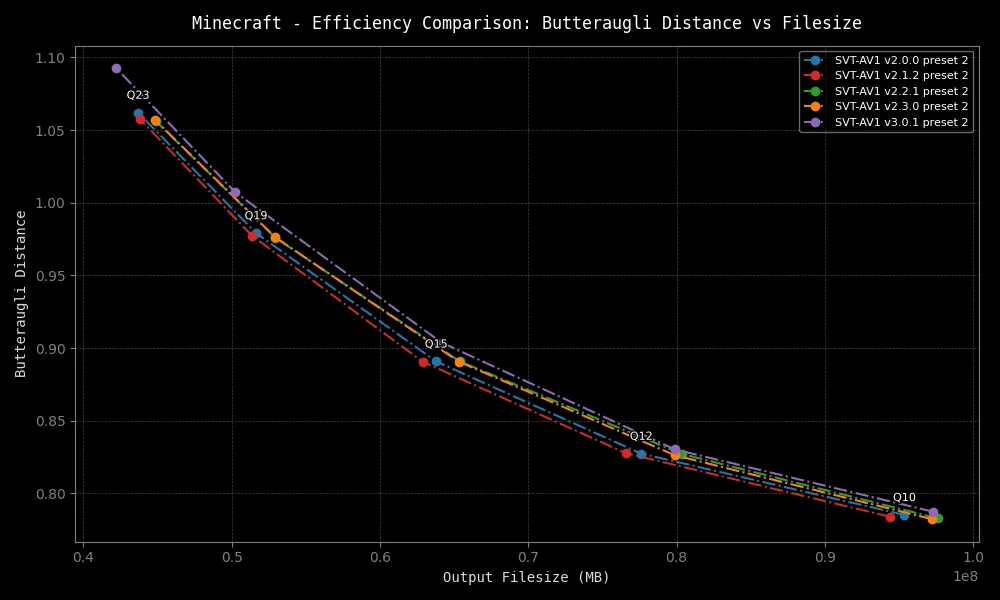 Minecraft - Efficiency Comparison: Butteraugli Distance vs Filesize
SVT-AV1 v2.0.0 preset 2
SVT-AV1 v2.1.2 preset 2
SVT-AV1 v2.2.1 preset 2
SVT-AV1 v2.3.0 preset 2
SVT-AV1 v3.0.1 preset 2
Butteraugli Distance
1.10
1.05
1.00
0.95
0.90
0.85
0.80
Q23
Q19
Q15
Q12
Q10
0.4 0.5 0.6 0.7 0.8 0.9 1.0
1e8
Output Filesize (MB)